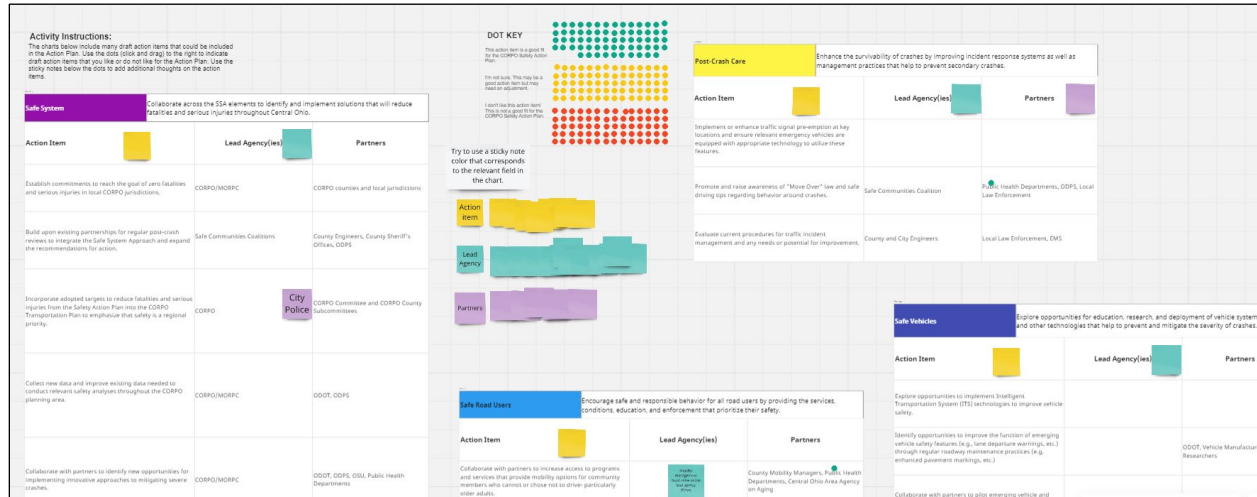 Activity Instructions:
The charts below include many draft action items that could be included
in the Action Plan. Use the dots (click and drag) to the right to indicate
draft action items that you like or do not like for the Action Plan. Use the
sticky notes below the dots to add additional thoughts on the action
items.
Safe System
Collaborate across the SSA elements to identify and implement solutions that will reduce
fatalities and serious injuries throughout Central Ohio.
Action Item
Lead Agency(ies)
Partners
Establish commitments to reach the goal of zero fatalities
and serious injuries in local CORPO jurisdictions.
CORPO/MORPC
CORPO counties and local jurisdictions
Build upon existing partnerships for regular post-crash
reviews to integrate the Safe System Approach and expand
the recommendations for action.
Safe Communities Coalitions
County Engineers, County Sheriff's
Offices, ODPS
Incorporate adopted targets to reduce fatalities and serious
injuries from the Safety Action Plan into the CORPO
Transportation Plan to emphasize that safety is a regional
priority.
CORPO
City
Police
CORPO Committee and CORPO County
Subcommittees
Collect new data and improve existing data needed to
conduct relevant safety analyses throughout the CORPO
planning area.
CORPO/MORPC
ODOT, ODPS
Collaborate with partners to identify new opportunities for
implementing innovative approaches to mitigating severe
crashes.
CORPO/MORPC
ODOT, ODPS, OSU, Public Health
Departments
DOT KEY
This action item is a good fit
for the CORPO Safety Action Plan.
I'm not sure. This may be a
good action item but may
need an adjustment.
I don't like this action item!
This is not a good fit for the
CORPO Safety Action Plan.
Try to use a sticky note
color that corresponds
to the relevant field in
the chart.
Action
item
Lead
Agency
Partners
Safe Road Users
Encourage safe and responsible behavior for all road users by providing the services,
conditions, education, and enforcement that prioritize their safety.
Action Item
Lead Agency(ies)
Partners
Collaborate with partners to increase access to programs
and services that provide mobility options for community
members who cannot or chose not to driver- particularly
older adults.
County Mobility Managers, Public Health
Departments, Central Ohio Area Agency
on Aging
Post-Crash Care
Enhance the survivability of crashes by improving incident response systems as well as
management practices that help to prevent secondary crashes.
Action Item
Lead Agency(ies)
Partners
Implement or enhance traffic signal pre-emption at key
locations and ensure relevant emergency vehicles are
equipped with appropriate technology to utilize these
features.
Promote and raise awareness of "Move Over" law and safe
driving tips regarding behavior around crashes.
Safe Communities Coalition
Public Health Departments, ODPS, Local
Law Enforcement
Evaluate current procedures for traffic incident
management and any needs or potential for improvement.
County and City Engineers
Local Law Enforcement, EMS
Safe Vehicles
Explore opportunities for education, research, and deployment of vehicle system
and other technologies that help to prevent and mitigate the severity of crashes.
Action Item
Lead Agency(ies)
Partners
Explore opportunities to implement Intelligent
Transportation System (ITS) technologies to improve vehicle
safety.
Identify opportunities to improve the function of emerging
vehicle safety features (e.g., lane departure warnings, etc.)
through regular roadway maintenance practices (e.g,
enhanced pavement markings, etc.)
ODOT, Vehicle Manufactur
Researchers
Collaborate with partners to pilot emerging vehicle and